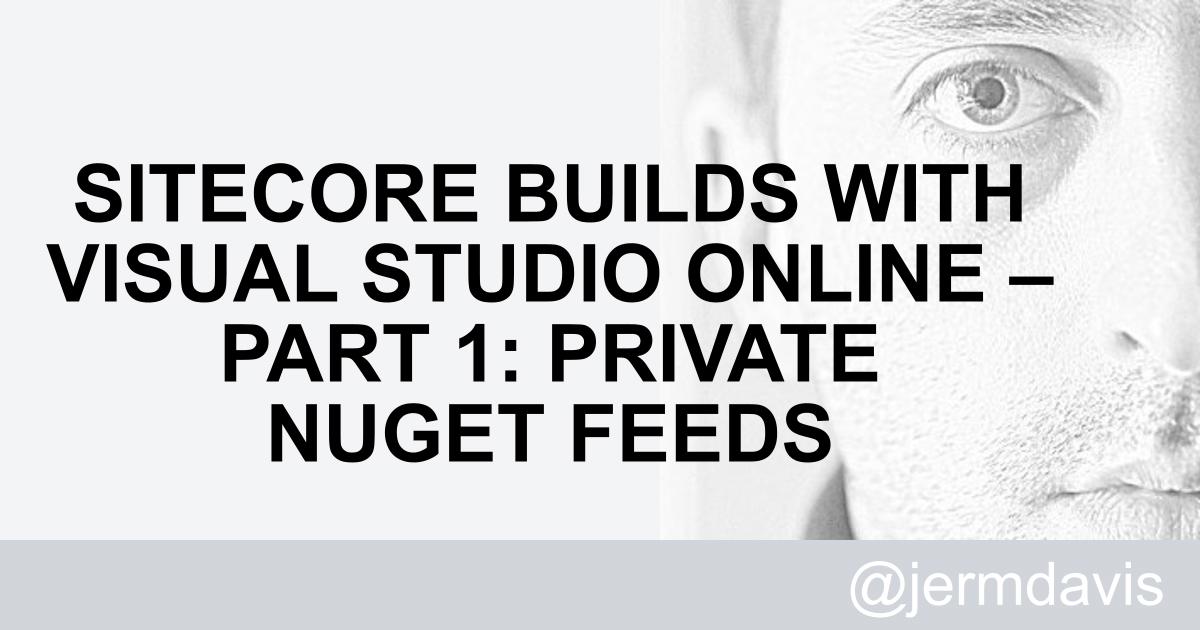 SITECORE BUILDS WITH
VISUAL STUDIO ONLINE –
PART 1: PRIVATE
NUGET FEEDS
@jermdavis